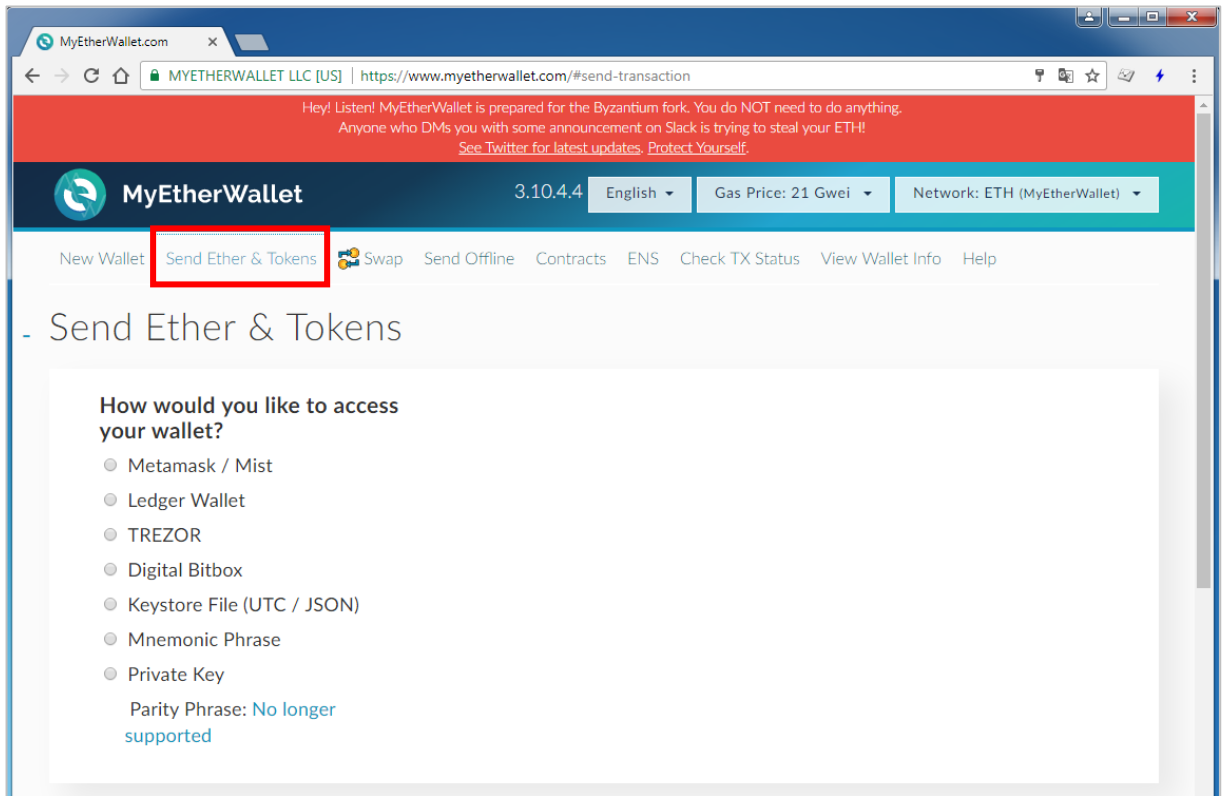 MyEtherWallet.com
MYETHERWALLET LLC [US] | https://www.myetherwallet.com/#send-transaction
Hey! Listen! MyEtherWallet is prepared for the Byzantium fork. You do NOT need to do anything.
Anyone who DMs you with some announcement on Slack is trying to steal your ETH!
See Twitter for latest updates. Protect Yourself.
MyEtherWallet 3.10.4.4 English Gas Price: 21 Gwei Network: ETH (MyEtherWallet)
New Wallet Send Ether & Tokens Swap Send Offline Contracts ENS Check TX Status View Wallet Info Help
- Send Ether & Tokens
How would you like to access
your wallet?
Metamask / Mist
Ledger Wallet
TREZOR
Digital Bitbox
Keystore File (UTC / JSON)
Mnemonic Phrase
Private Key
Parity Phrase: No longer
supported